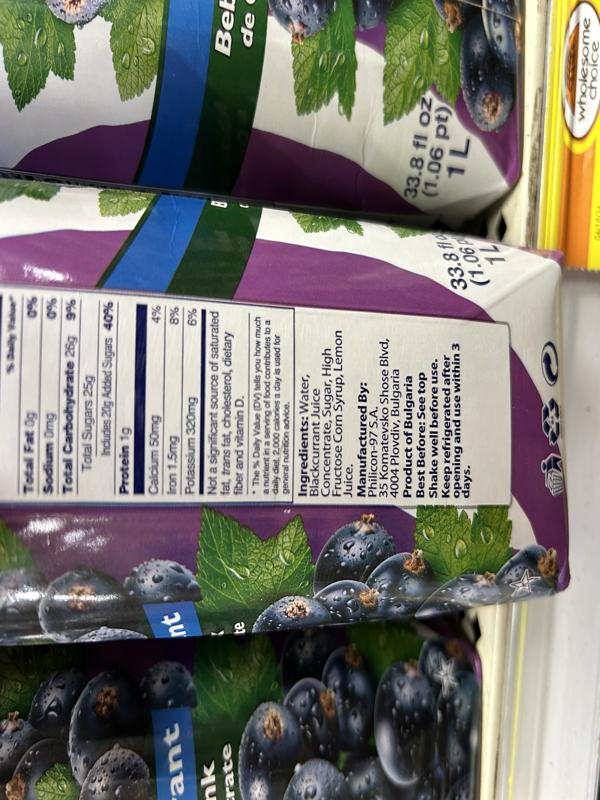 % Daily Value*
Total Fat 0g 0%
Sodium 0mg 0%
Total Carbohydrate 26g 9%
Total Sugars 25g
Includes 20g Added Sugars 40%
Protein 1g
Calcium 50mg 4%
Iron 1.5mg 8%
Potassium 320mg 6%
Not a significant source of saturated
fat, trans fat, cholesterol, dietary
fiber and vitamin D.
* The % Daily Value (DV) tells you how much
a nutrient in a serving of food contributes to a
daily diet. 2,000 calories a day is used for
general nutrition advice.
Ingredients: Water,
Blackcurrant Juice
Concentrate, Sugar, High
Fructose Corn Syrup, Lemon
Juice.
Manufactured By:
Philicon-97 S.A.
35 Komatevsko Shose Blvd,
4004 Plovdiv, Bulgaria
Product of Bulgaria
Best before: See top
Shake well before use.
Keep refrigerated after
opening and use within 3
days.
33.8 fl oz
(1.06 pt)
1 L
33.8 fl o
(1.06 p
1 L
Beb
de
wholesome
choice
nt
te
vant
nk
rate